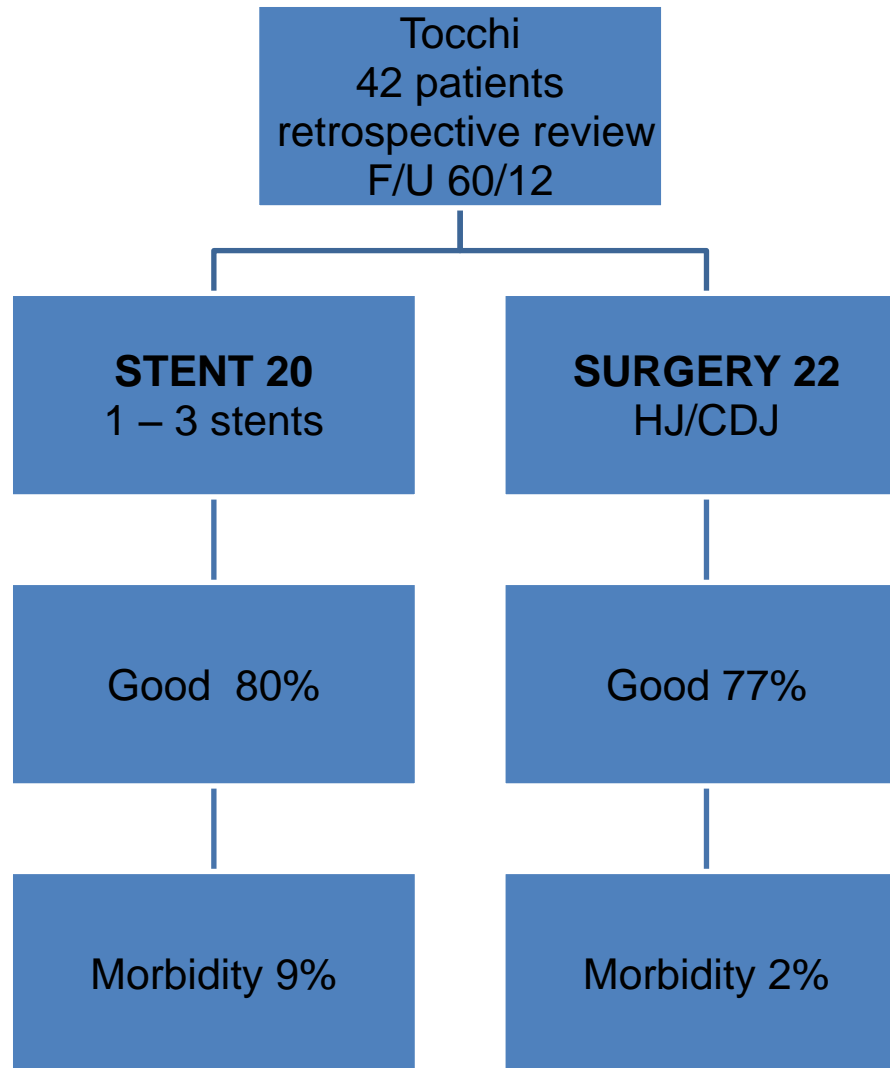 Tocchi
42 patients
retrospective review
F/U 60/12
STENT 20
1 – 3 stents
SURGERY 22
HJ/CDJ
Good 80%
Good 77%
Morbidity 9%
Morbidity 2%